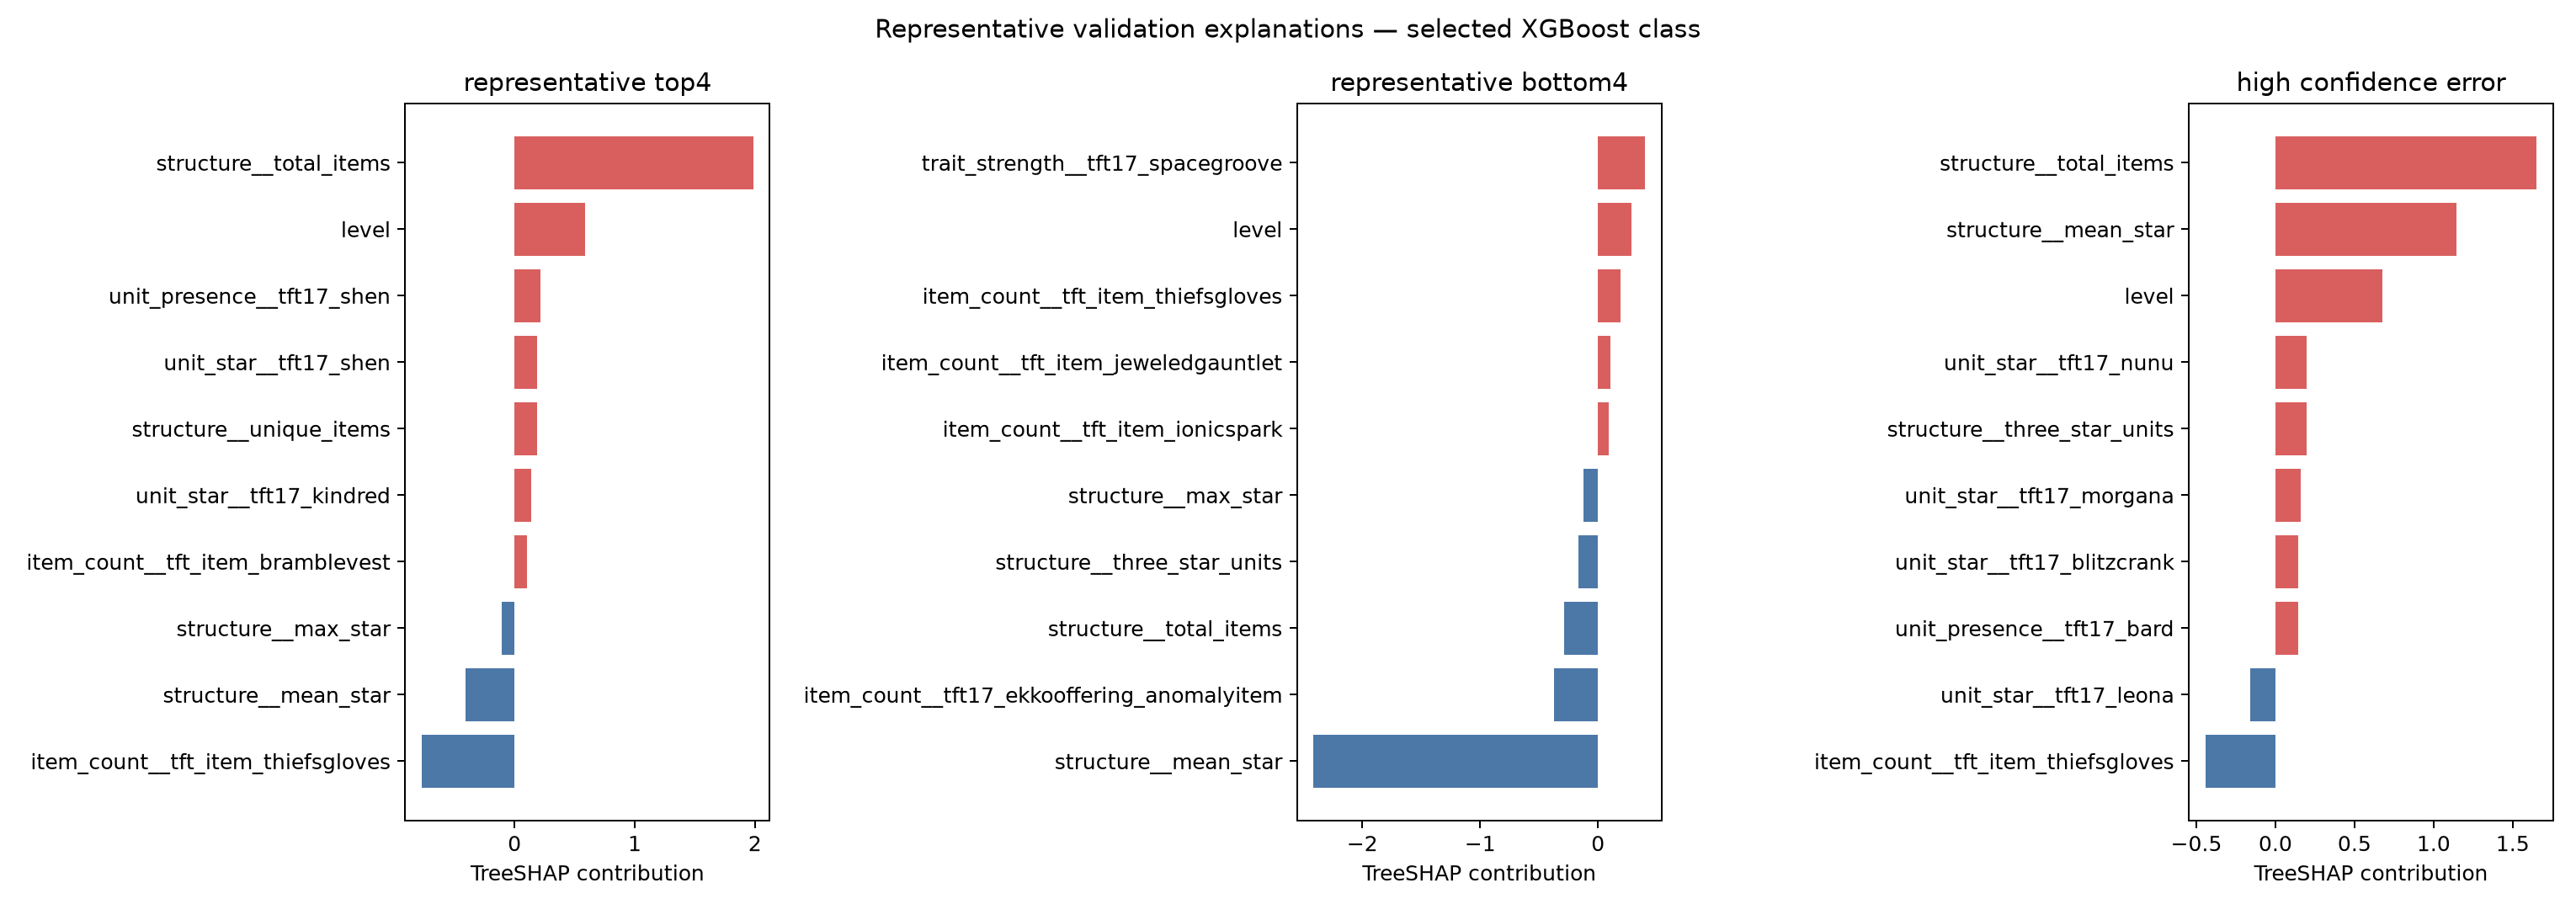 Representative validation explanations — selected XGBoost class
representative top4
structure__total_items
level
unit_presence__tft17_shen
unit_star__tft17_shen
structure__unique_items
unit_star__tft17_kindred
item_count__tft_item_bramblevest
structure__max_star
structure__mean_star
item_count__tft_item_thiefsgloves
0 1 2
TreeSHAP contribution
representative bottom4
trait_strength__tft17_spacegroove
level
item_count__tft_item_thiefsgloves
item_count__tft_item_jeweledgauntlet
item_count__tft_item_ionicspark
structure__max_star
structure__three_star_units
structure__total_items
item_count__tft17_ekkooffering_anomalyitem
structure__mean_star
−2 −1 0
TreeSHAP contribution
high confidence error
structure__total_items
structure__mean_star
level
unit_star__tft17_nunu
structure__three_star_units
unit_star__tft17_morgana
unit_star__tft17_blitzcrank
unit_presence__tft17_bard
unit_star__tft17_leona
item_count__tft_item_thiefsgloves
−0.5 0.0 0.5 1.0 1.5
TreeSHAP contribution